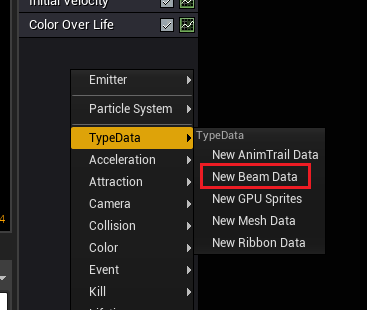 Initial Velocity
Color Over Life
Emitter
Particle System
TypeData
Acceleration
Attraction
Camera
Collision
Color
Event
Kill
TypeData
New AnimTrail Data
New Beam Data
New GPU Sprites
New Mesh Data
New Ribbon Data
4